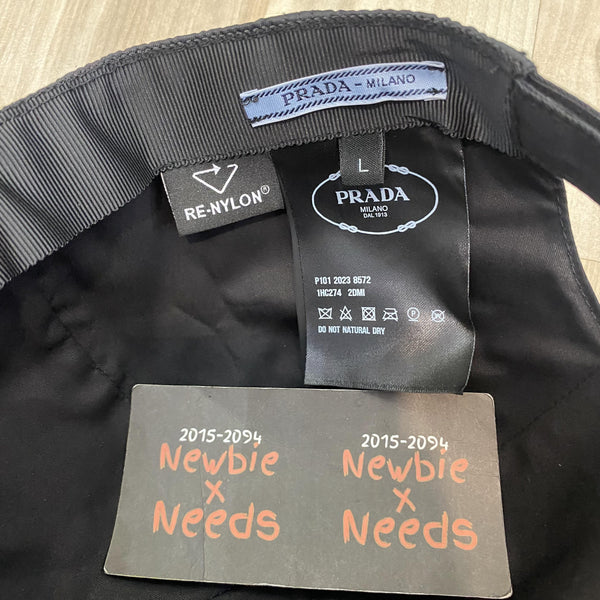 PRADA - MILANO
L
RE-NYLON®
PRADA
MILANO
DAL 1913
P101 2023 8572
1HC274 2DMI
P
DO NOT NATURAL DRY
2015-2094
Newbie
x
Needs
2015-2094
Newbie
x
Needs